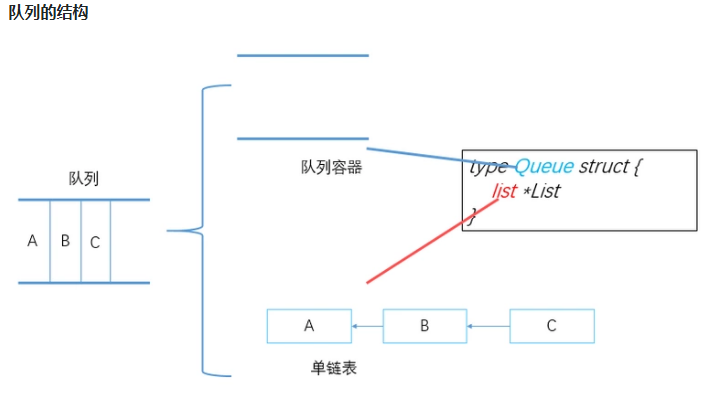 队列的结构
队列
A B C
队列容器
type Queue struct {
list *List
}
A B C
单链表